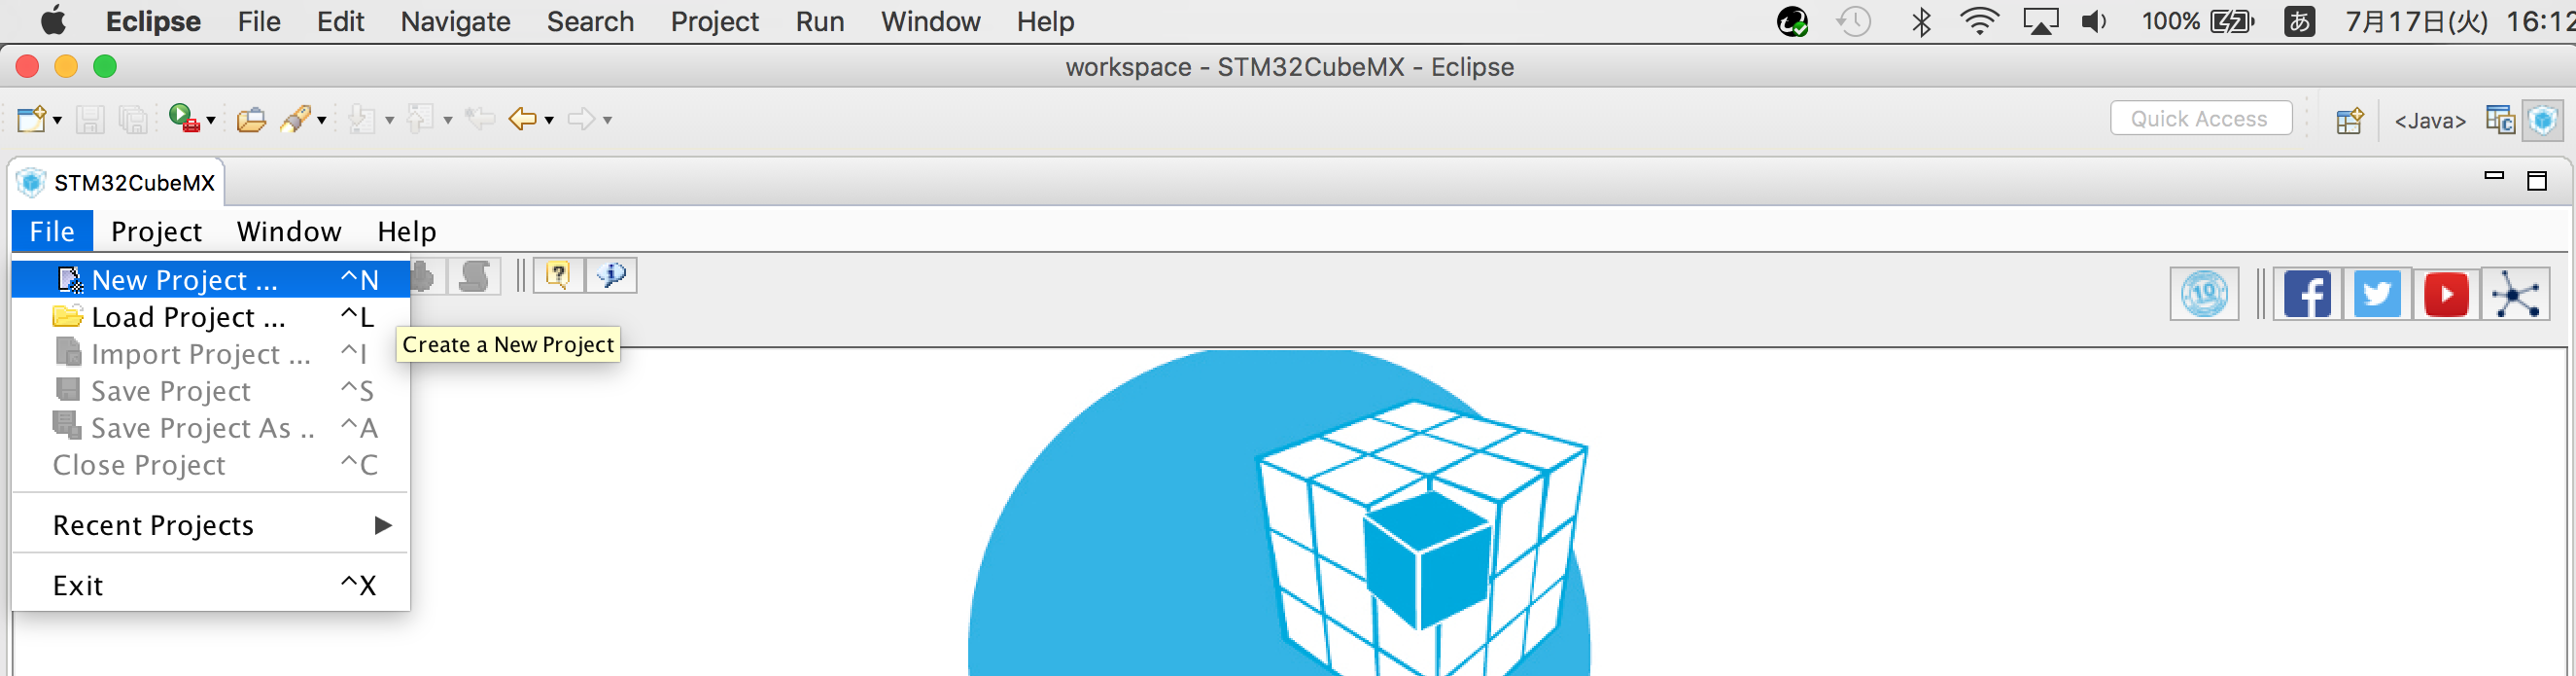 Eclipse File Edit Navigate Search Project Run Window Help 100% あ 7月17日(火) 16:12
workspace - STM32CubeMX - Eclipse
Quick Access <Java>
STM32CubeMX
File Project Window Help
New Project ... ^N
Load Project ... ^L
Create a New Project
Import Project ... ^I
Save Project ^S
Save Project As .. ^A
Close Project ^C
Recent Projects
Exit ^X